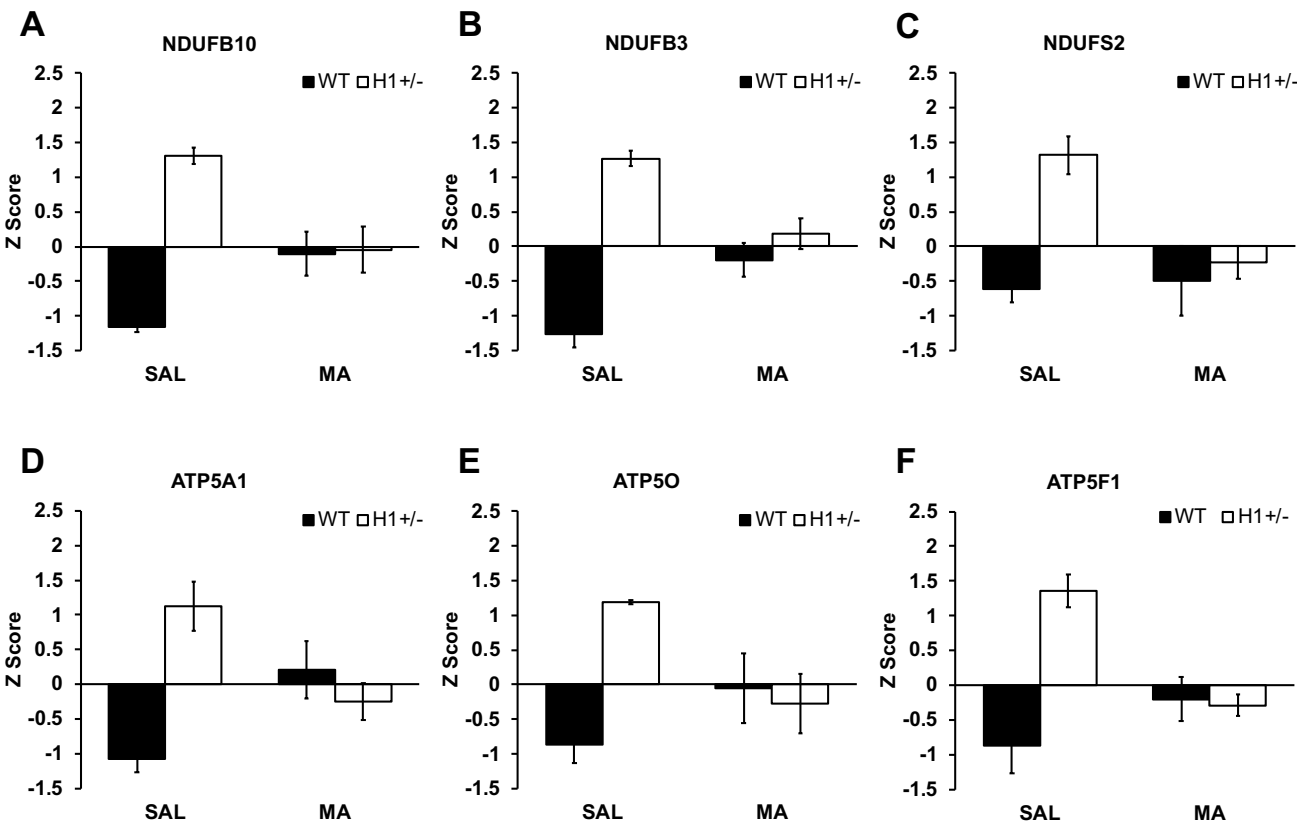 A
NDUFB10
WT H1+/-
2.5
2
1.5
1
0.5
0
-0.5
-1
-1.5
Z Score
SAL MA
B
NDUFB3
WT H1+/-
2.5
2
1.5
1
0.5
0
-0.5
-1
-1.5
Z Score
SAL MA
C
NDUFS2
WT H1+/-
2.5
2
1.5
1
0.5
0
-0.5
-1
-1.5
Z Score
SAL MA
D
ATP5A1
WT H1+/-
2.5
2
1.5
1
0.5
0
-0.5
-1
-1.5
Z Score
SAL MA
E
ATP5O
WT H1+/-
2.5
2
1.5
1
0.5
0
-0.5
-1
-1.5
Z Score
SAL MA
F
ATP5F1
WT H1+/-
2.5
2
1.5
1
0.5
0
-0.5
-1
-1.5
Z Score
SAL MA